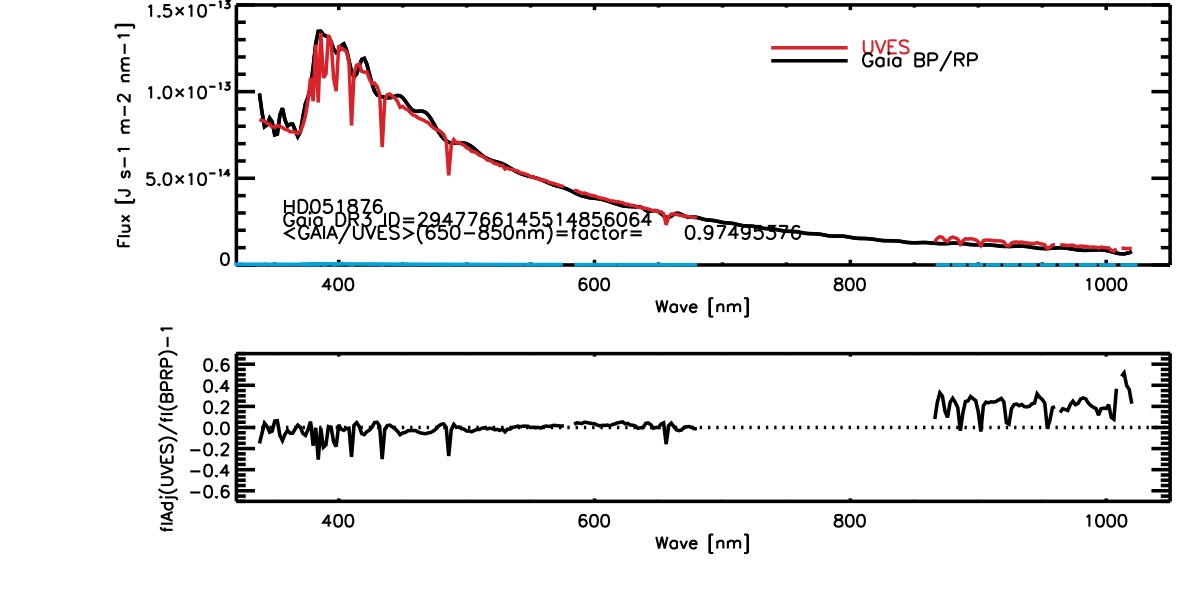 1.5×10−13
1.0×10−13
5.0×10−14
0
Flux [J s−1 m−2 nm−1]
UVES
Gaia BP/RP
HD051876
Gaia DR3 ID=2947766145514856064
<GAIA/UVES>(650−850nm)=factor= 0.97495376
400 600 800 1000
Wave [nm]
flAdj(UVES)/fl(BPRP)−1
0.6
0.4
0.2
0.0
−0.2
−0.4
−0.6
400 600 800 1000
Wave [nm]